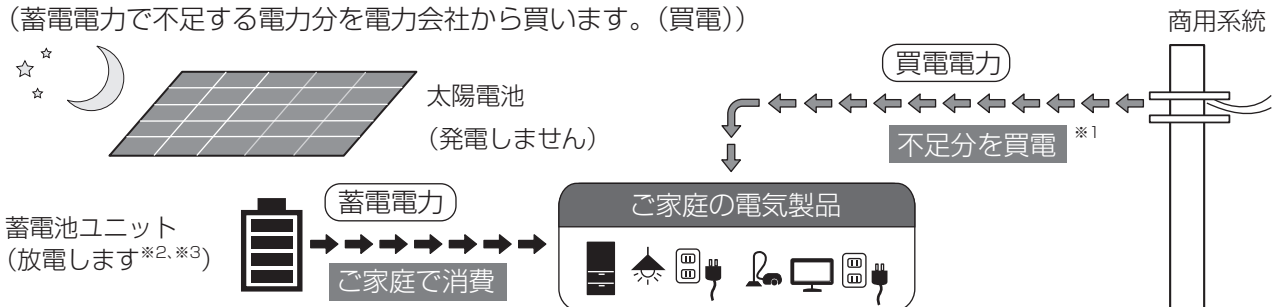 （蓄電電力で不足する電力分を電力会社から買います。（買電））
商用系統
買電電力
太陽電池
（発電しません）
不足分を買電 ※1
蓄電電力
ご家庭の電気製品
蓄電池ユニット
（放電します※2、※3）
ご家庭で消費